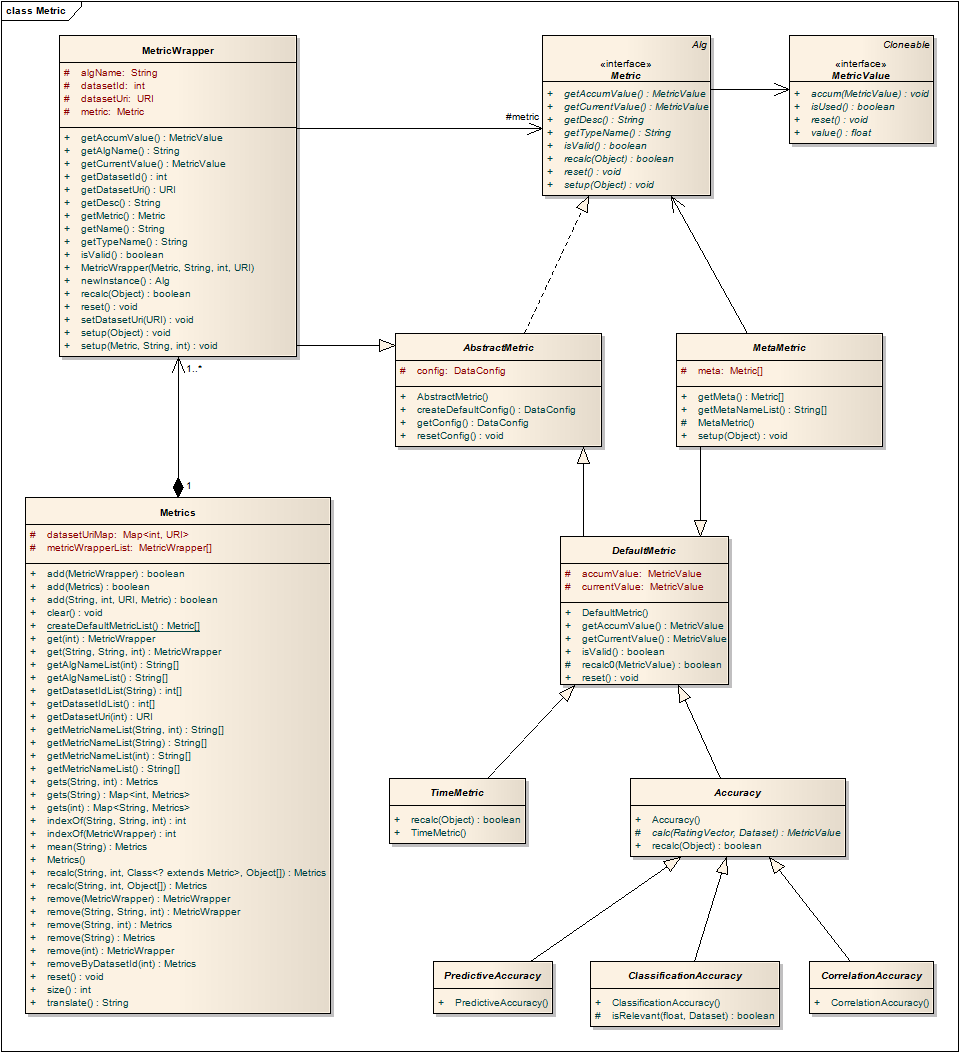 class Metric
MetricWrapper
# algName: String
# datasetId: int
# datasetUri: URI
# metric: Metric
+ getAccumValue() : MetricValue
+ getAlgName() : String
+ getCurrentValue() : MetricValue
+ getDatasetId() : int
+ getDatasetUri() : URI
+ getDesc() : String
+ getMetric() : Metric
+ getName() : String
+ getTypeName() : String
+ isValid() : boolean
+ MetricWrapper(Metric, String, int, URI)
+ newInstance() : Alg
+ recalc(Object) : boolean
+ reset() : void
+ setDatasetUri(URI) : void
+ setup(Object) : void
+ setup(Metric, String, int) : void
#metric
Alg
«interface»
Metric
+ getAccumValue() : MetricValue
+ getCurrentValue() : MetricValue
+ getDesc() : String
+ getTypeName() : String
+ isValid() : boolean
+ recalc(Object) : boolean
+ reset() : void
+ setup(Object) : void
Cloneable
«interface»
MetricValue
+ accum(MetricValue) : void
+ isUsed() : boolean
+ reset() : void
+ value() : float
AbstractMetric
# config: DataConfig
+ AbstractMetric()
+ createDefaultConfig() : DataConfig
+ getConfig() : DataConfig
+ resetConfig() : void
MetaMetric
# meta: Metric[]
+ getMeta() : Metric[]
+ getMetaNameList() : String[]
# MetaMetric()
+ setup(Object) : void
1..*
1
Metrics
# datasetUriMap: Map<int, URI>
# metricWrapperList: MetricWrapper[]
+ add(MetricWrapper) : boolean
+ add(Metrics) : boolean
+ add(String, int, URI, Metric) : boolean
+ clear() : void
+ createDefaultMetricList() : Metric[]
+ get(int) : MetricWrapper
+ get(String, String, int) : MetricWrapper
+ getAlgNameList(int) : String[]
+ getAlgNameList() : String[]
+ getDatasetIdList(String) : int[]
+ getDatasetIdList() : int[]
+ getDatasetUri(int) : URI
+ getMetricNameList(String, int) : String[]
+ getMetricNameList(String) : String[]
+ getMetricNameList(int) : String[]
+ getMetricNameList() : String[]
+ gets(String, int) : Metrics
+ gets(String) : Map<int, Metrics>
+ gets(int) : Map<String, Metrics>
+ indexOf(String, String, int) : int
+ indexOf(MetricWrapper) : int
+ mean(String) : Metrics
+ Metrics()
+ recalc(String, int, Class<? extends Metric>, Object[]) : Metrics
+ recalc(String, int, Object[]) : Metrics
+ remove(MetricWrapper) : MetricWrapper
+ remove(String, String, int) : MetricWrapper
+ remove(String, int) : Metrics
+ remove(String) : Metrics
+ remove(int) : MetricWrapper
+ removeByDatasetId(int) : Metrics
+ reset() : void
+ size() : int
+ translate() : String
DefaultMetric
# accumValue: MetricValue
# currentValue: MetricValue
+ DefaultMetric()
+ getAccumValue() : MetricValue
+ getCurrentValue() : MetricValue
+ isValid() : boolean
# recalc0(MetricValue) : boolean
+ reset() : void
TimeMetric
+ recalc(Object) : boolean
+ TimeMetric()
Accuracy
+ Accuracy()
# calc(RatingVector, Dataset) : MetricValue
+ recalc(Object) : boolean
PredictiveAccuracy
+ PredictiveAccuracy()
ClassificationAccuracy
+ ClassificationAccuracy()
# isRelevant(float, Dataset) : boolean
CorrelationAccuracy
+ CorrelationAccuracy()